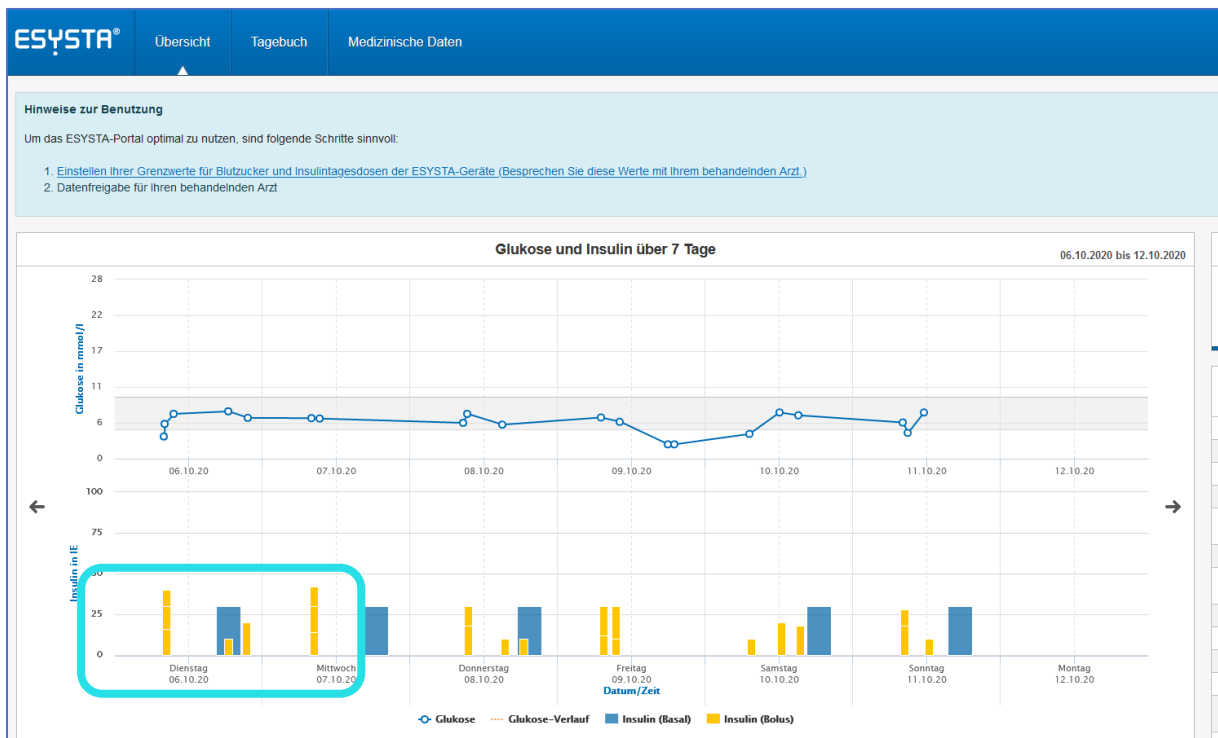 ESYSTA®
Übersicht
Tagebuch
Medizinische Daten
Hinweise zur Benutzung
Um das ESYSTA-Portal optimal zu nutzen, sind folgende Schritte sinnvoll:
1. Einstellen Ihrer Grenzwerte für Blutzucker und Insulintagesdosen der ESYSTA-Geräte (Besprechen Sie diese Werte mit Ihrem behandelnden Arzt.)
2. Datenfreigabe für Ihren behandelnden Arzt
Glukose und Insulin über 7 Tage
06.10.2020 bis 12.10.2020
Glukose in mmol/l
28
22
17
11
6
0
06.10.20 07.10.20 08.10.20 09.10.20 10.10.20 11.10.20 12.10.20
Insulin in IE
100
75
25
0
Dienstag Mittwoch Donnerstag Freitag Samstag Sonntag Montag
06.10.20 07.10.20 08.10.20 09.10.20 10.10.20 11.10.20 12.10.20
Datum/Zeit
Glukose Glukose-Verlauf Insulin (Basal) Insulin (Bolus)